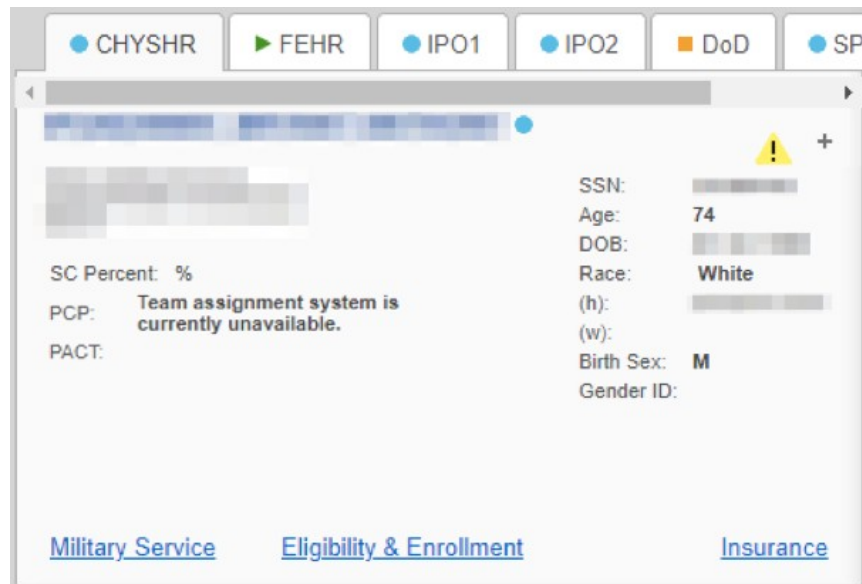 CHYSHR FEHR IPO1 IPO2 DoD SP
SSN:
Age: 74
DOB:
SC Percent: % Race: White
PCP: Team assignment system is
currently unavailable.
(h):
(w):
PACT:
Birth Sex: M
Gender ID:
Military Service Eligibility & Enrollment Insurance